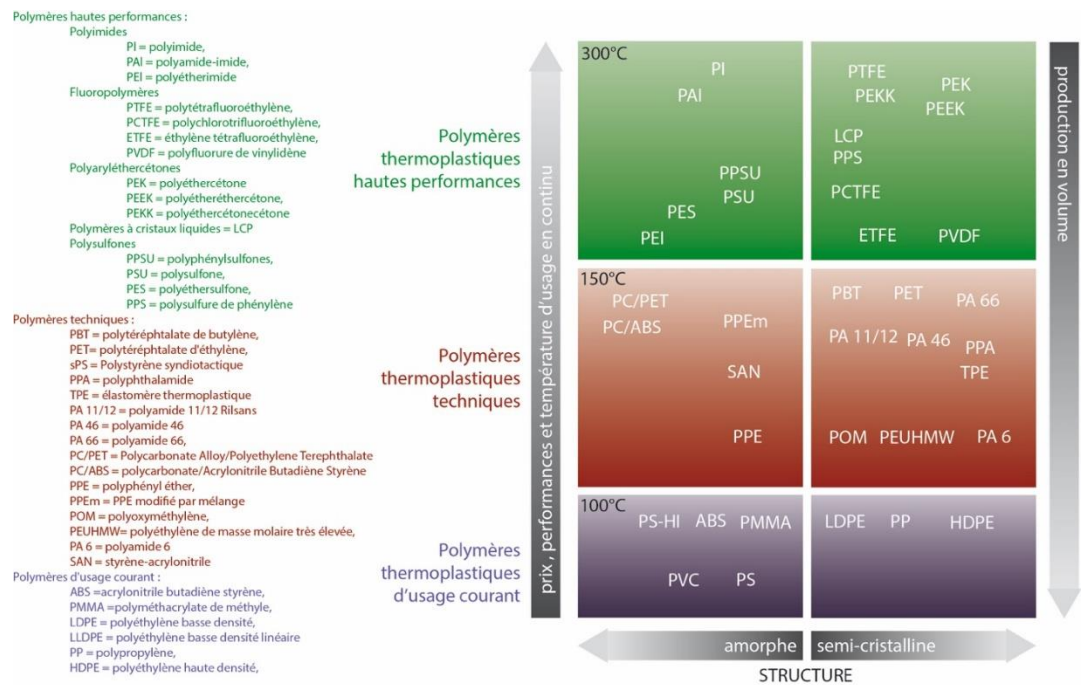 Polymères hautes performances :
Polyimides
PI = polyimide,
PAI = polyamide-imide,
PEI = polyétherimide
Fluoropolymères
PTFE = polytétrafluoroéthylène,
PCTFE = polychlorotrifluoroéthylène,
ETFE = éthylène tétrafluoroéthylène,
PVDF = polyfluorure de vinylidène
Polyaryléthercétones
PEK = polyéthercétone
PEEK = polyétheréthercétone,
PEKK = polyéthercétonecétone
Polymères à cristaux liquides = LCP
Polysulfones
PPSU = polyphénylsulfones,
PSU = polysulfone,
PES = polyéthersulfone,
PPS = polysulfure de phénylène
Polymères techniques :
PBT = polytéréphtalate de butylène,
PET= polytéréphtalate d'éthylène,
sPS = Polystyrène syndiotactique
PPA = polyphthalamide
TPE = élastomère thermoplastique
PA 11/12 = polyamide 11/12 Rilsans
PA 46 = polyamide 46
PA 66 = polyamide 66,
PC/PET = Polycarbonate Alloy/Polyethylene Terephthalate
PC/ABS = polycarbonate/Acrylonitrile Butadiène Styrène
PPE = polyphényl éther,
PPEm = PPE modifié par mélange
POM = polyoxyméthylène,
PEUHMW= polyéthylène de masse molaire très élevée,
PA 6 = polyamide 6
SAN = styrène-acrylonitrile
Polymères d'usage courant :
ABS =acrylonitrile butadiène styrène,
PMMA =polyméthacrylate de méthyle,
LDPE = polyéthylène basse densité,
LLDPE = polyéthylène basse densité linéaire
PP = polypropylène,
HDPE = polyéthylène haute densité,
Polymères
thermoplastiques
hautes performances
Polymères
thermoplastiques
techniques
Polymères
thermoplastiques
d'usage courant
prix , performances et température d'usage en continu
300°C
PI
PAI
PPSU
PSU
PES
PEI
PTFE
PEK
PEKK
PEEK
LCP
PPS
PCTFE
ETFE PVDF
150°C
PC/PET
PC/ABS
PPEm
SAN
PPE
PBT PET PA 66
PA 11/12 PA 46 PPA
TPE
POM PEUHMW PA 6
100°C
PS-HI ABS PMMA
PVC PS
LDPE PP HDPE
production en volume
amorphe semi-cristalline
STRUCTURE